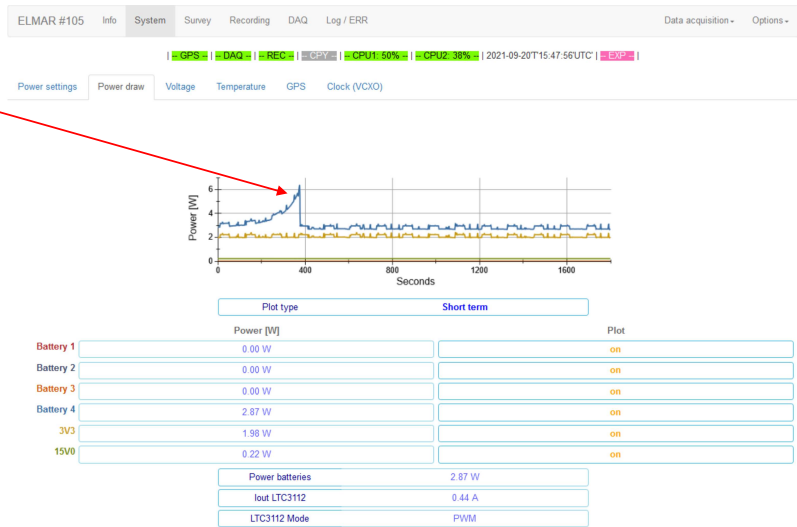 ELMAR #105 Info System Survey Recording DAQ Log / ERR Data acquisition Options
| -- GPS -- | -- DAQ -- | -- REC -- | -- CPY -- | -- CPU1: 50% -- | -- CPU2: 38% -- | 2021-09-20'T'15:47:56'UTC' | -- EXP -- |
Power settings Power draw Voltage Temperature GPS Clock (VCXO)
Power [W]
6
4
2
0
0 400 800 1200 1600
Seconds
Plot type Short term
Power [W] Plot
Battery 1 0.00 W on
Battery 2 0.00 W on
Battery 3 0.00 W on
Battery 4 2.87 W on
3V3 1.98 W on
15V0 0.22 W on
Power batteries 2.87 W
Iout LTC3112 0.44 A
LTC3112 Mode PWM